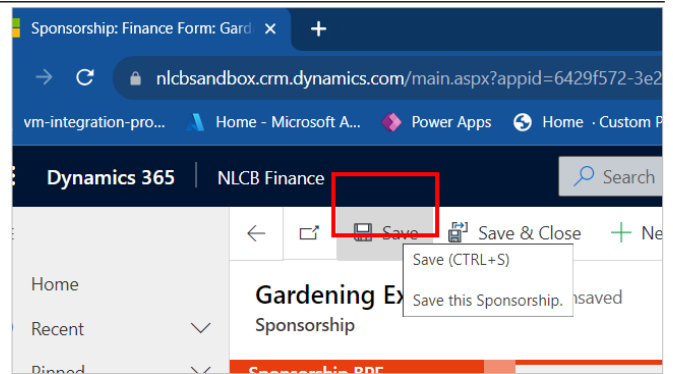 Sponsorship: Finance Form: Gard
nlcbsandbox.crm.dynamics.com/main.aspx?appid=6429f572-3e2
vm-integration-pro... Home - Microsoft A... Power Apps Home · Custom P
Dynamics 365 NLCB Finance Search
Save Save & Close Ne
Save (CTRL+S)
Home
Gardening Ex saved
Save this Sponsorship.
Recent Sponsorship
Pinned Sponsorship BPF